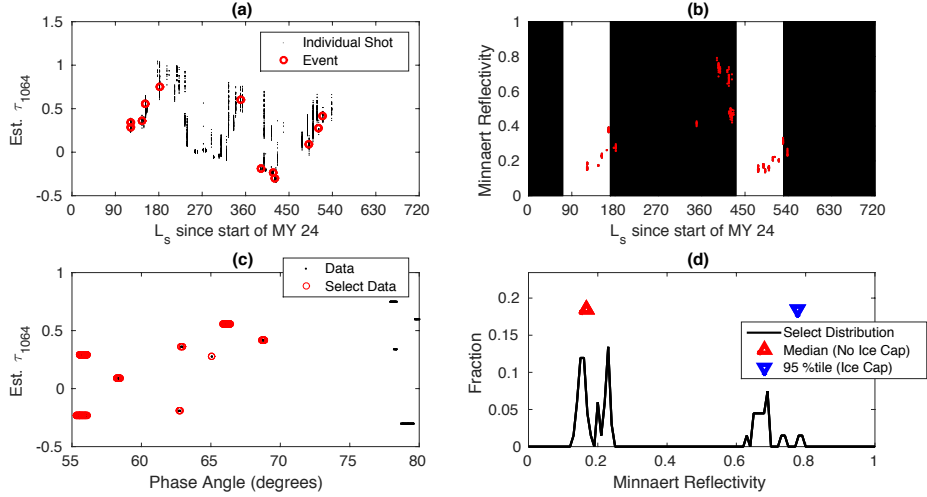 (a)
1.5
1
0.5
0
-0.5
Est. τ1064
0 90 180 270 360 450 540 630 720
Ls since start of MY 24
Individual Shot
Event
(b)
1
0.8
0.6
0.4
0.2
0
Minnaert Reflectivity
0 90 180 270 360 450 540 630 720
Ls since start of MY 24
(c)
1
0.5
0
-0.5
Est. τ1064
55 60 65 70 75 80
Phase Angle (degrees)
Data
Select Data
(d)
0.2
0.15
0.1
0.05
0
Fraction
0 0.2 0.4 0.6 0.8 1
Minnaert Reflectivity
Select Distribution
Median (No Ice Cap)
95 %tile (Ice Cap)